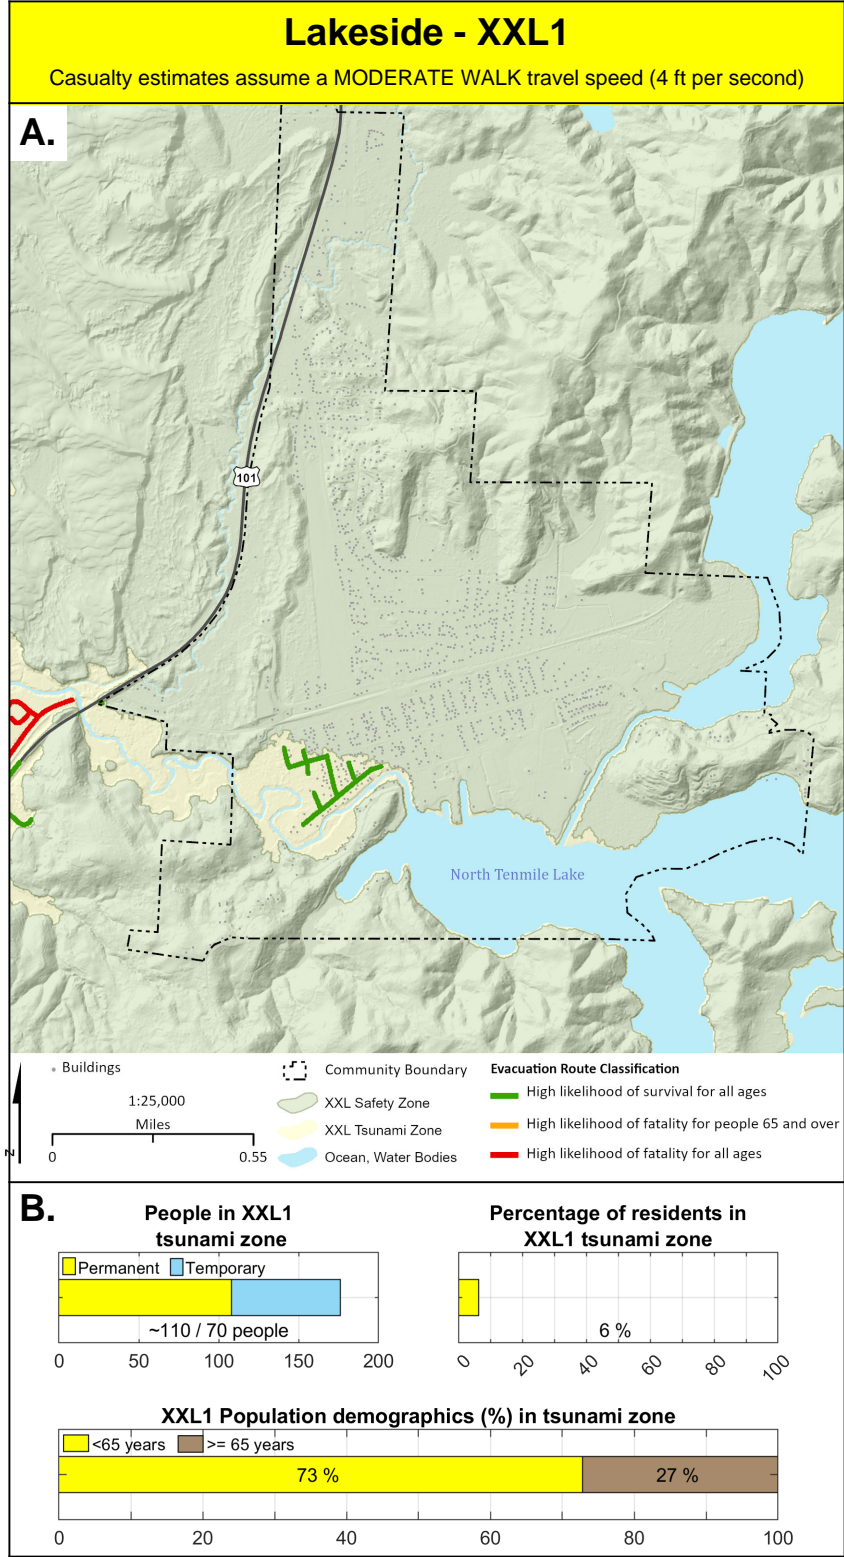 Lakeside - XXL1
Casualty estimates assume a MODERATE WALK travel speed (4 ft per second)
A.
101
North Tenmile Lake
Buildings
1:25,000
Miles
0 0.55
z
Community Boundary
XXL Safety Zone
XXL Tsunami Zone
Ocean, Water Bodies
Evacuation Route Classification
High likelihood of survival for all ages
High likelihood of fatality for people 65 and over
High likelihood of fatality for all ages
B.
People in XXL1
tsunami zone
Permanent Temporary
~110 / 70 people
0 50 100 150 200
Percentage of residents in
XXL1 tsunami zone
6 %
0 20 40 60 80 100
XXL1 Population demographics (%) in tsunami zone
<65 years >= 65 years
73 % 27 %
0 20 40 60 80 100